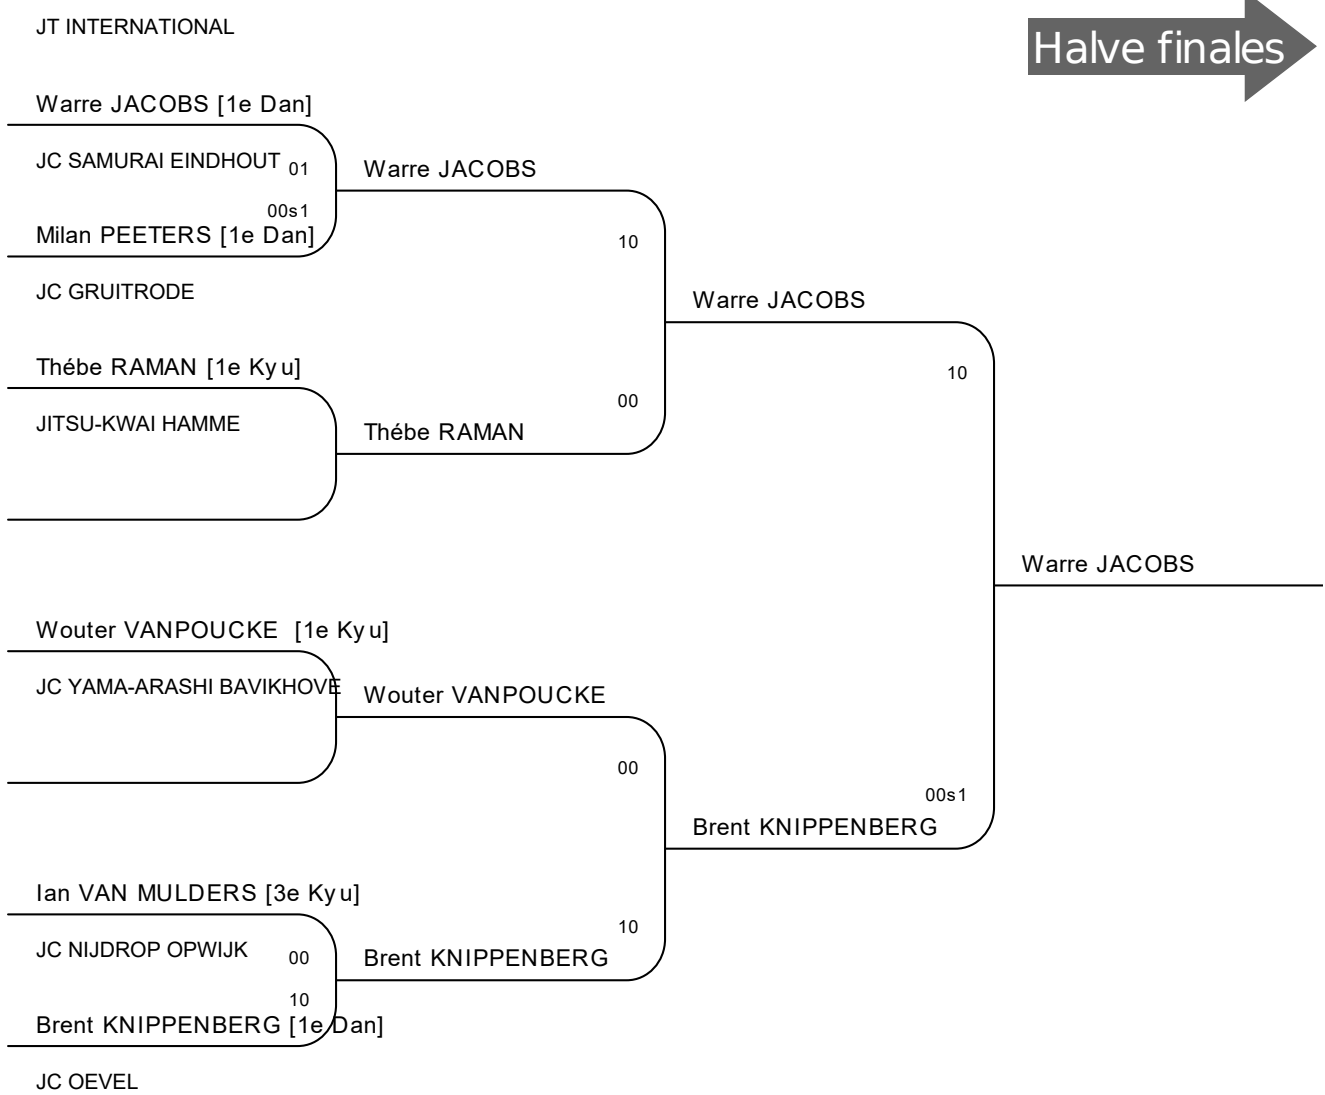 JT INTERNATIONAL
Halve finales
Warre JACOBS [1e Dan]
JC SAMURAI EINDHOUT
01
Warre JACOBS
00s1
Milan PEETERS [1e Dan]
10
JC GRUITRODE
Warre JACOBS
Thébe RAMAN [1e Kyu]
10
00
JITSU-KWAI HAMME
Thébe RAMAN
Warre JACOBS
Wouter VANPOUCKE [1e Kyu]
JC YAMA-ARASHI BAVIKHOVE
Wouter VANPOUCKE
00
00s1
Brent KNIPPENBERG
Ian VAN MULDERS [3e Kyu]
10
JC NIJDROP OPWIJK
00
Brent KNIPPENBERG
10
Brent KNIPPENBERG [1e Dan]
JC OEVEL